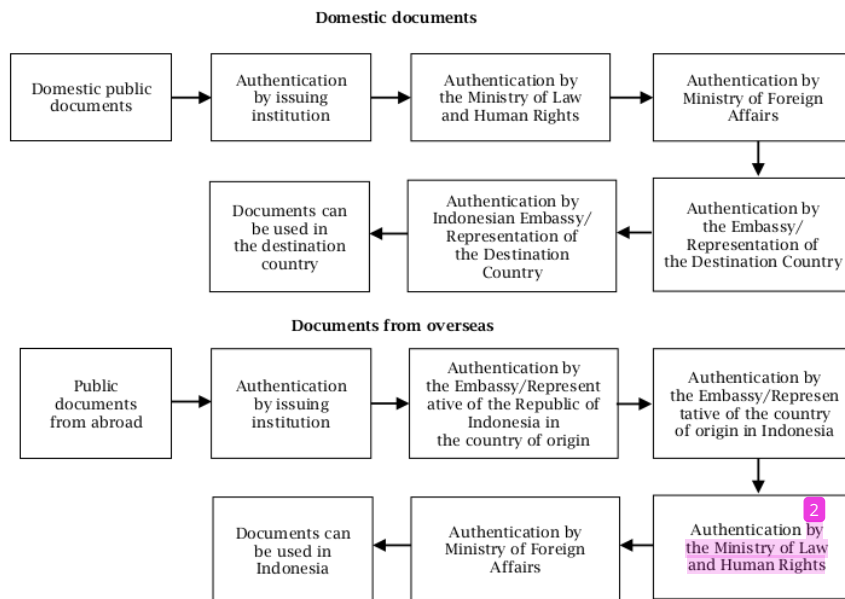 Domestic documents
Domestic public
documents
Authentication
by issuing
institution
Authentication by
the Ministry of Law
and Human Rights
Authentication by
Ministry of Foreign
Affairs
Authentication by
the Embassy/
Representation of
the Destination Country
Authentication by
Indonesian Embassy/
Representation of
the Destination
Country
Documents can
be used in
the destination
country
Documents from overseas
Public
documents
from abroad
Authentication
by issuing
institution
Authentication by
the Embassy/Represent
ative of the Republic of
Indonesia in
the country of origin
Authentication by
the Embassy/Represen
tative of the country
of origin in Indonesia
2
Authentication by
the Ministry of Law
and Human Rights
Authentication by
Ministry of Foreign
Affairs
Documents can
be used in
Indonesia